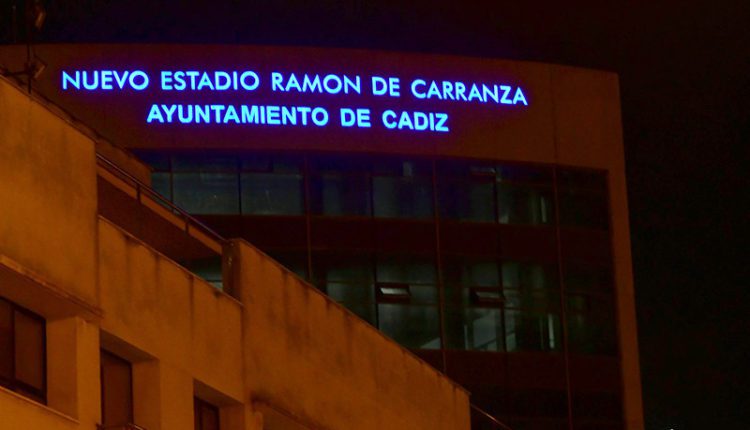 NUEVO ESTADIO RAMON DE CARRANZA
AYUNTAMIENTO DE CADIZ